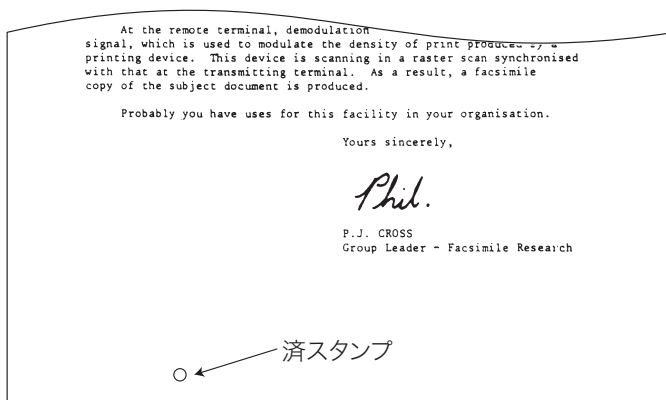 At the remote terminal, demodulation
signal, which is used to modulate the density of print produced by a
printing device. This device is scanning in a raster scan synchronised
with that at the transmitting terminal. As a result, a facsimile
copy of the subject document is produced.
Probably you have uses for this facility in your organisation.
Yours sincerely,
Phil.
P.J. CROSS
Group Leader - Facsimile Research
済スタンプ